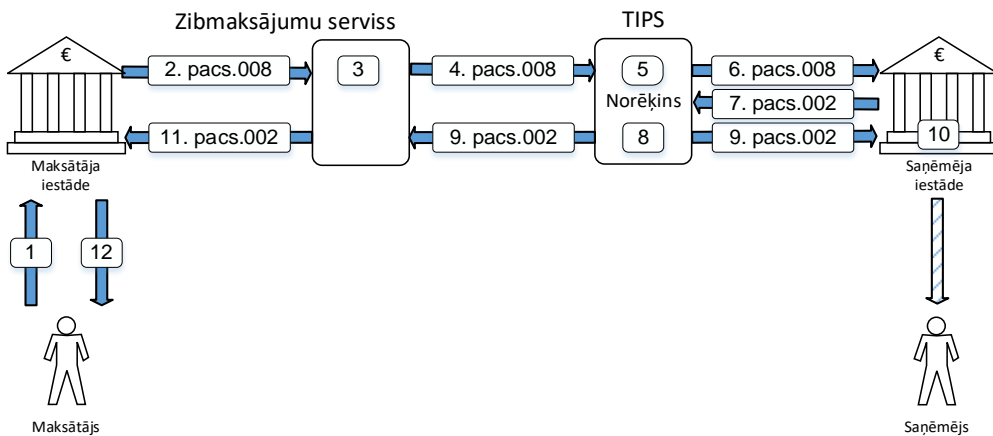 Zibmaksājumu serviss
TIPS
€
2. pacs.008
3
4. pacs.008
5
6. pacs.008
€
Norēķins
7. pacs.002
11. pacs.002
9. pacs.002
8
9. pacs.002
10
Maksātāja
iestāde
Saņēmēja
iestāde
1
12
Maksātājs
Saņēmējs